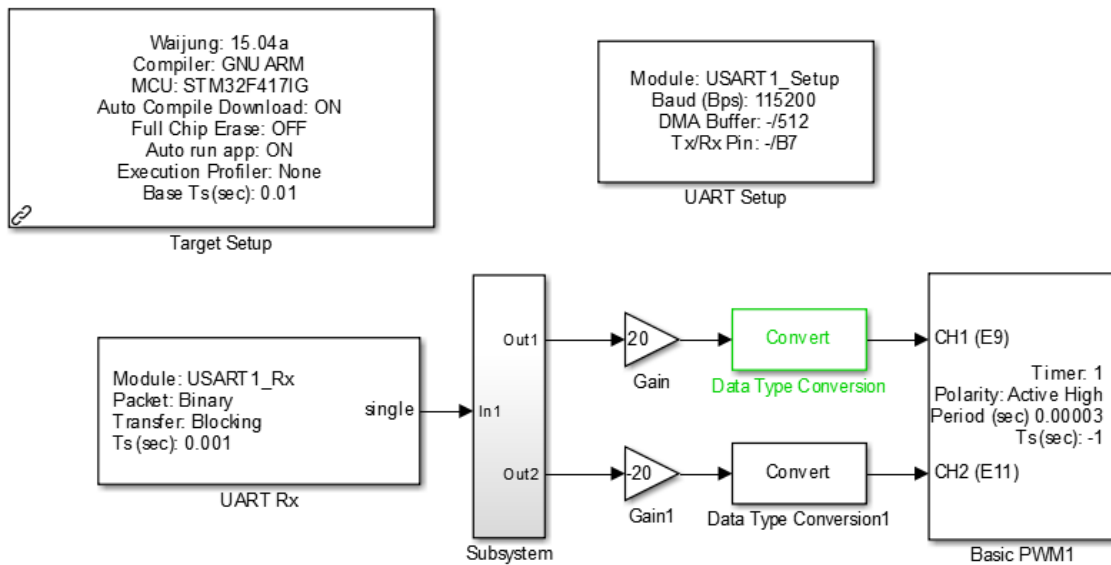 Waijung: 15.04a
Compiler: GNU ARM
MCU: STM32F417IG
Auto Compile Download: ON
Full Chip Erase: OFF
Auto run app: ON
Execution Profiler: None
Base Ts(sec): 0.01
Target Setup
Module: USART1_Setup
Baud (Bps): 115200
DMA Buffer: -/512
Tx/Rx Pin: -/B7
UART Setup
Module: USART1_Rx
Packet: Binary
Transfer: Blocking
Ts(sec): 0.001
single
UART Rx
In1
Out1
Out2
Subsystem
20
Gain
Convert
Data Type Conversion
-20
Gain1
Convert
Data Type Conversion1
CH1 (E9)
Timer: 1
Polarity: Active High
Period (sec) 0.00003
Ts(sec): -1
CH2 (E11)
Basic PWM1